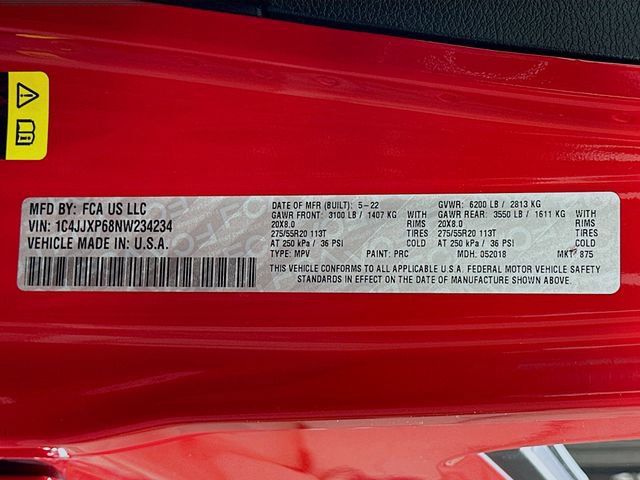 MFD BY: FCA US LLC
VIN: 1C4JJXP68NW234234
VEHICLE MADE IN: U.S.A.
DATE OF MFR (BUILT): 5-22 GVWR: 6200 LB / 2813 KG
GAWR FRONT: 3100 LB / 1407 KG WITH GAWR REAR: 3550 LB / 1611 KG WITH
20X8.0 RIMS 20X8.0 RIMS
275/55R20 113T TIRES 275/55R20 113T TIRES
AT 250 kPa / 36 PSI COLD AT 250 kPa / 36 PSI COLD
TYPE: MPV PAINT: PRC MDH: 052018 MKT: 875
THIS VEHICLE CONFORMS TO ALL APPLICABLE U.S.A. FEDERAL MOTOR VEHICLE SAFETY
STANDARDS IN EFFECT ON THE DATE OF MANUFACTURE SHOWN ABOVE.